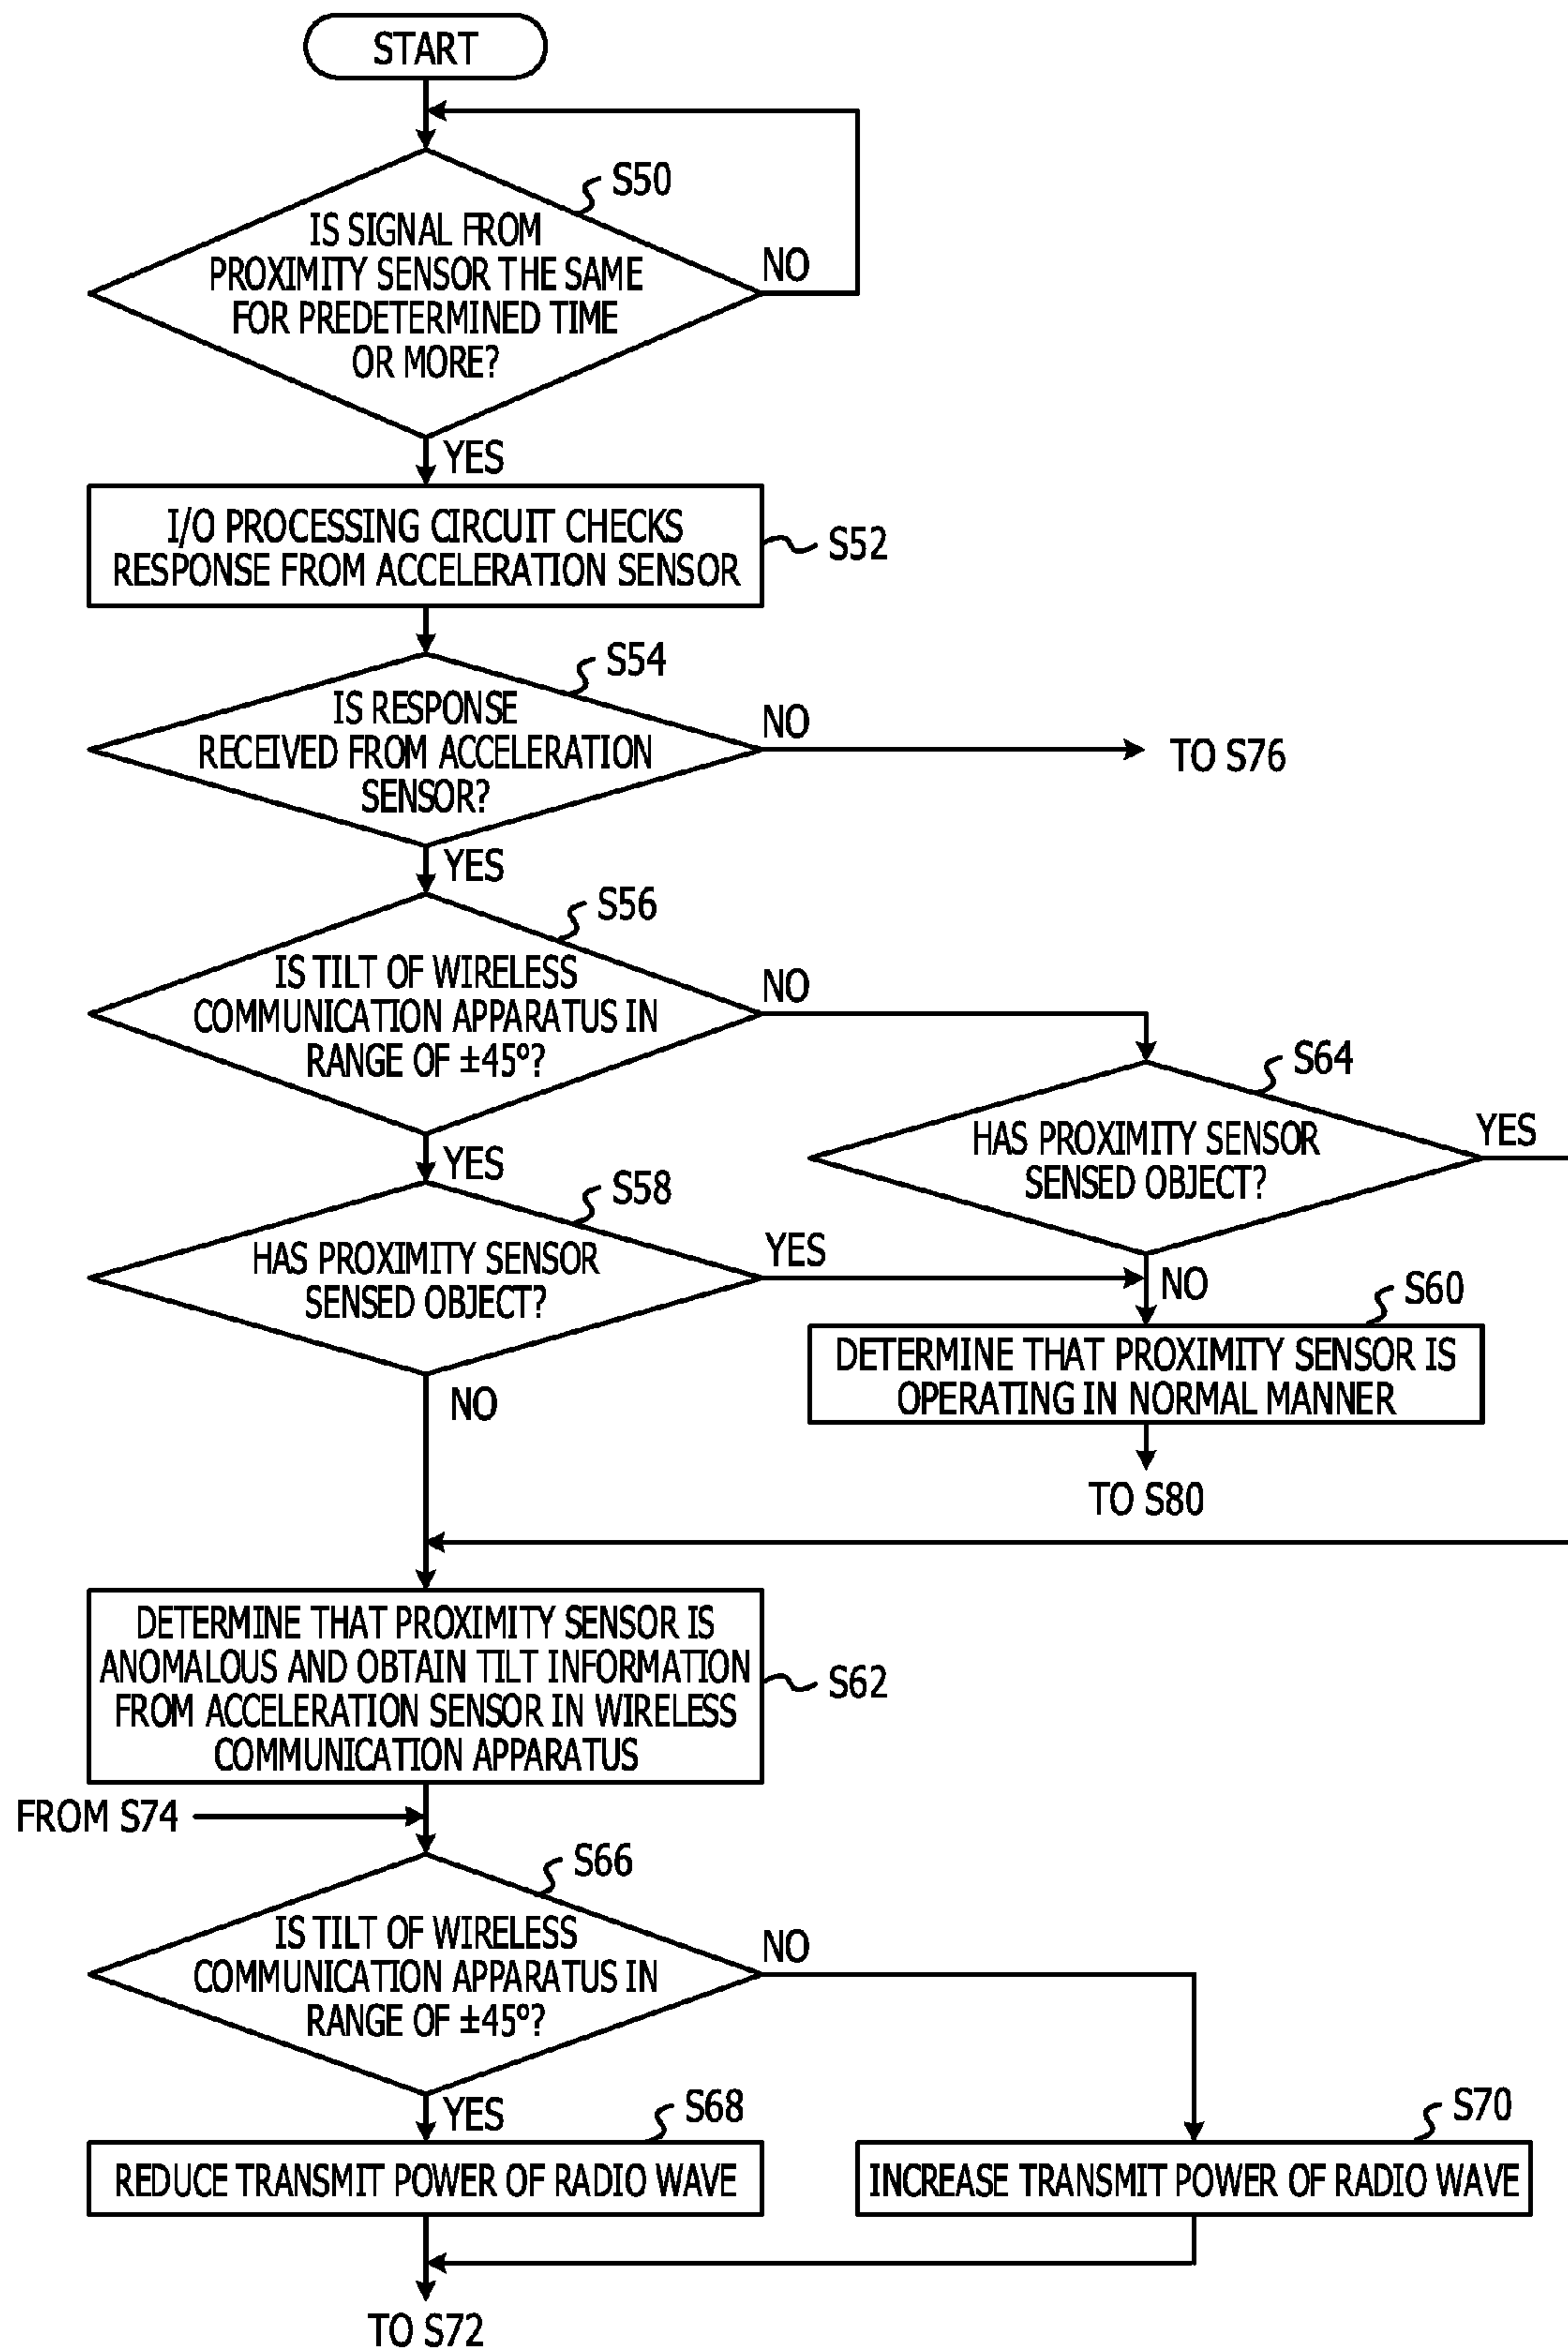 START
S50
IS SIGNAL FROM
PROXIMITY SENSOR THE SAME
FOR PREDETERMINED TIME
OR MORE?
NO
YES
I/O PROCESSING CIRCUIT CHECKS
RESPONSE FROM ACCELERATION SENSOR
S52
S54
IS RESPONSE
RECEIVED FROM ACCELERATION
SENSOR?
NO
TO S76
YES
S56
IS TILT OF WIRELESS
COMMUNICATION APPARATUS IN
RANGE OF ±45º?
NO
S64
HAS PROXIMITY SENSOR
SENSED OBJECT?
YES
YES
S58
HAS PROXIMITY SENSOR
SENSED OBJECT?
YES
NO
S60
DETERMINE THAT PROXIMITY SENSOR IS
OPERATING IN NORMAL MANNER
NO
TO S80
DETERMINE THAT PROXIMITY SENSOR IS
ANOMALOUS AND OBTAIN TILT INFORMATION
FROM ACCELERATION SENSOR IN WIRELESS
COMMUNICATION APPARATUS
S62
FROM S74
S66
IS TILT OF WIRELESS
COMMUNICATION APPARATUS IN
RANGE OF ±45º?
NO
YES
S68
REDUCE TRANSMIT POWER OF RADIO WAVE
S70
INCREASE TRANSMIT POWER OF RADIO WAVE
TO S72